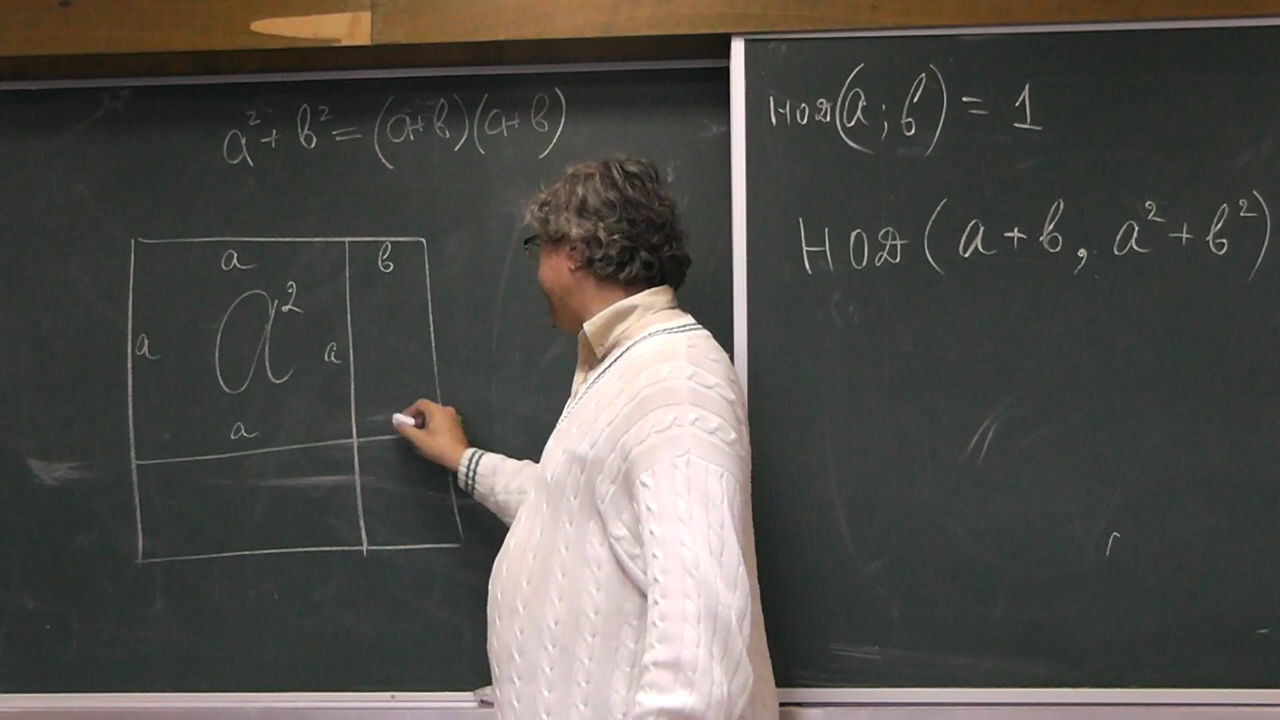 a² + b² = (a+b)(a+b)
a b
a² 
a a
a
НОД(a; b) = 1
НОД(a+b, a²+b²)